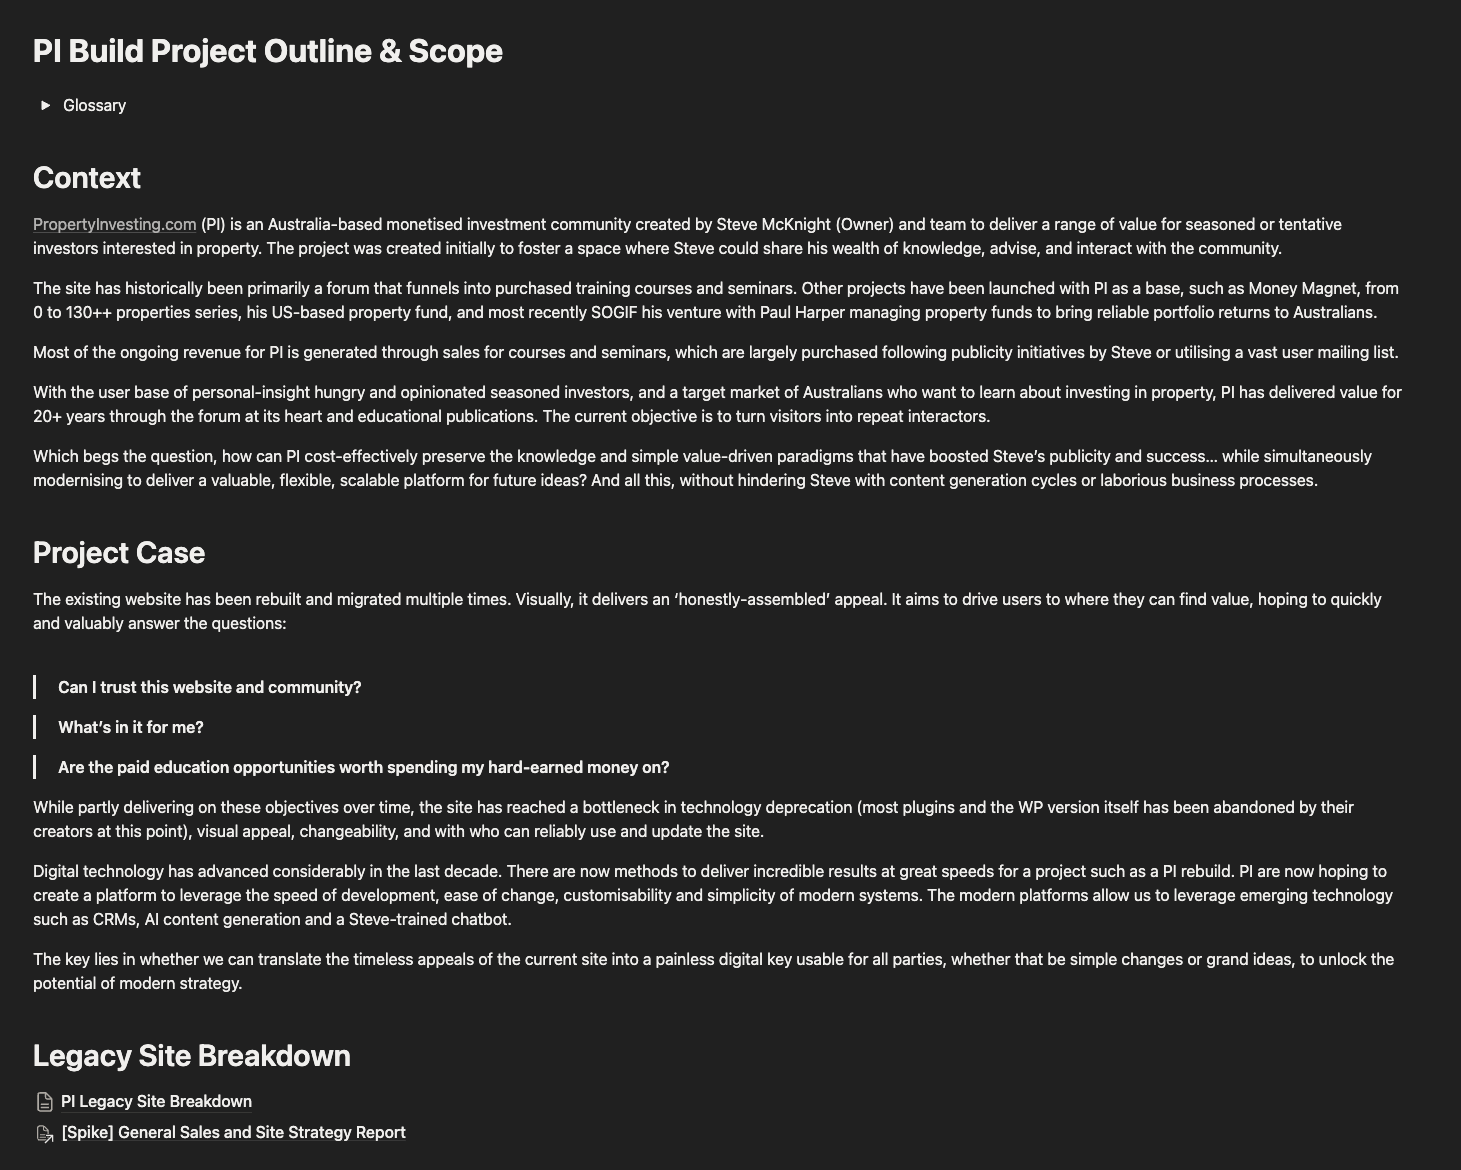 PI Build Project Outline & Scope
Glossary
Context
PropertyInvesting.com (PI) is an Australia-based monetised investment community created by Steve McKnight (Owner) and team to deliver a range of value for seasoned or tentative
investors interested in property. The project was created initially to foster a space where Steve could share his wealth of knowledge, advise, and interact with the community.
The site has historically been primarily a forum that funnels into purchased training courses and seminars. Other projects have been launched with PI as a base, such as Money Magnet, from
0 to 130++ properties series, his US-based property fund, and most recently SOGIF his venture with Paul Harper managing property funds to bring reliable portfolio returns to Australians.
Most of the ongoing revenue for PI is generated through sales for courses and seminars, which are largely purchased following publicity initiatives by Steve or utilising a vast user mailing list.
With the user base of personal-insight hungry and opinionated seasoned investors, and a target market of Australians who want to learn about investing in property, PI has delivered value for
20+ years through the forum at its heart and educational publications. The current objective is to turn visitors into repeat interactors.
Which begs the question, how can PI cost-effectively preserve the knowledge and simple value-driven paradigms that have boosted Steve’s publicity and success… while simultaneously
modernising to deliver a valuable, flexible, scalable platform for future ideas? And all this, without hindering Steve with content generation cycles or laborious business processes.
Project Case
The existing website has been rebuilt and migrated multiple times. Visually, it delivers an ‘honestly-assembled’ appeal. It aims to drive users to where they can find value, hoping to quickly
and valuably answer the questions:
Can I trust this website and community?
What’s in it for me?
Are the paid education opportunities worth spending my hard-earned money on?
While partly delivering on these objectives over time, the site has reached a bottleneck in technology deprecation (most plugins and the WP version itself has been abandoned by their
creators at this point), visual appeal, changeability, and with who can reliably use and update the site.
Digital technology has advanced considerably in the last decade. There are now methods to deliver incredible results at great speeds for a project such as a PI rebuild. PI are now hoping to
create a platform to leverage the speed of development, ease of change, customisability and simplicity of modern systems. The modern platforms allow us to leverage emerging technology
such as CRMs, AI content generation and a Steve-trained chatbot.
The key lies in whether we can translate the timeless appeals of the current site into a painless digital key usable for all parties, whether that be simple changes or grand ideas, to unlock the
potential of modern strategy.
Legacy Site Breakdown
PI Legacy Site Breakdown
[Spike] General Sales and Site Strategy Report